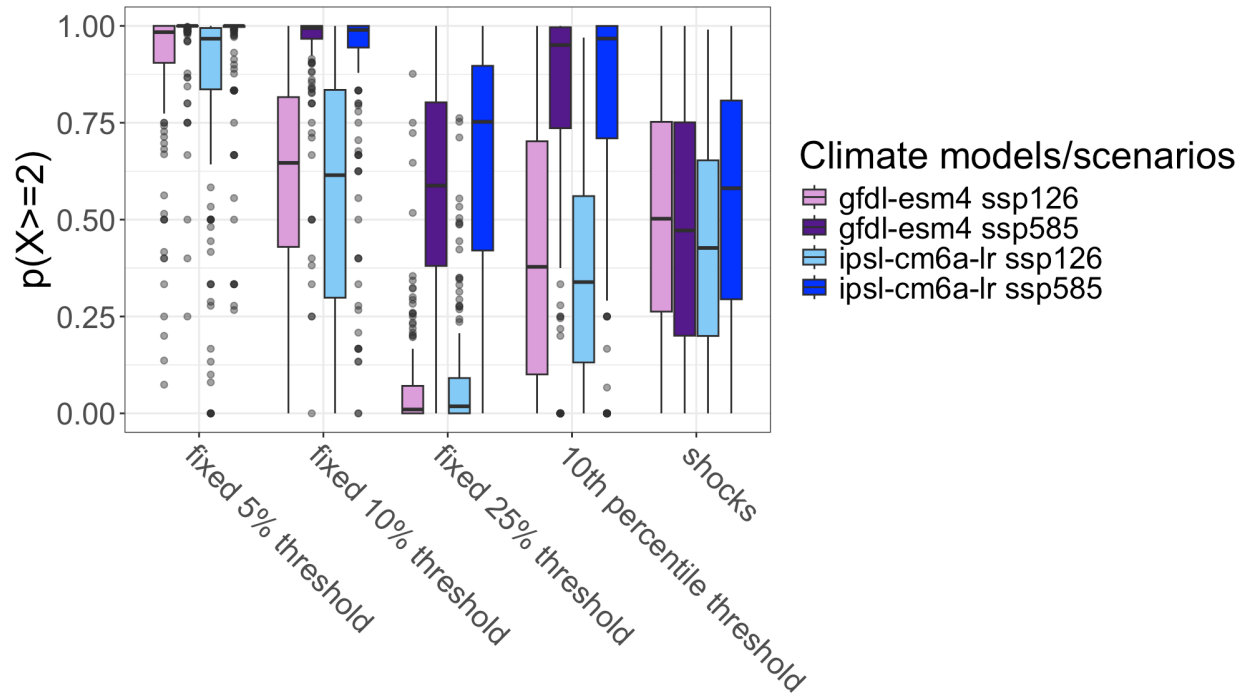 p(X>=2)
1.00
0.75
0.50
0.25
0.00
fixed 5% threshold
fixed 10% threshold
fixed 25% threshold
10th percentile threshold
shocks
Climate models/scenarios
gfdl-esm4 ssp126
gfdl-esm4 ssp585
ipsl-cm6a-lr ssp126
ipsl-cm6a-lr ssp585